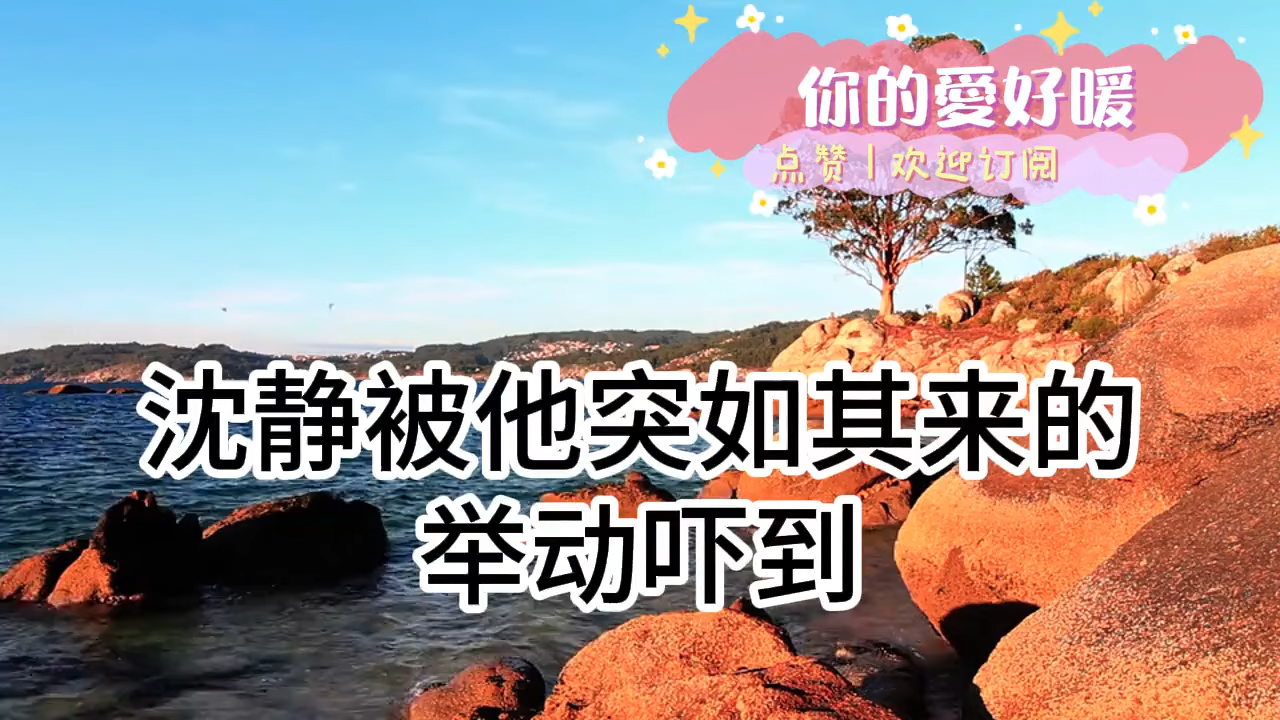 你的愛好暖
点赞 | 欢迎订阅
沈静被他突如其来的
举动吓到